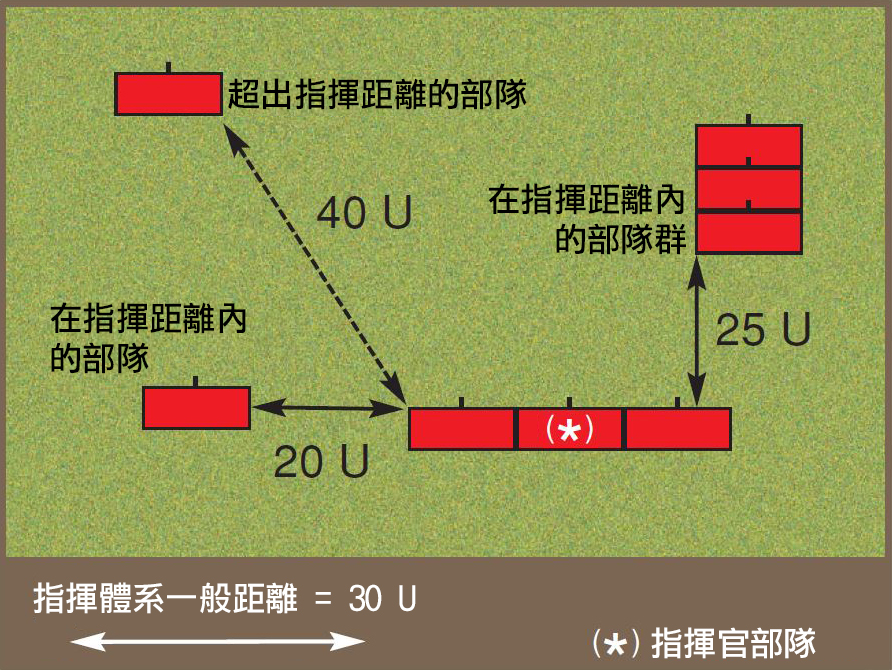 超出指揮距離的部隊
40 U
在指揮距離內
的部隊群
在指揮距離內
的部隊
25 U
(★)
20 U
指揮體系一般距離 = 30 U
(★) 指揮官部隊